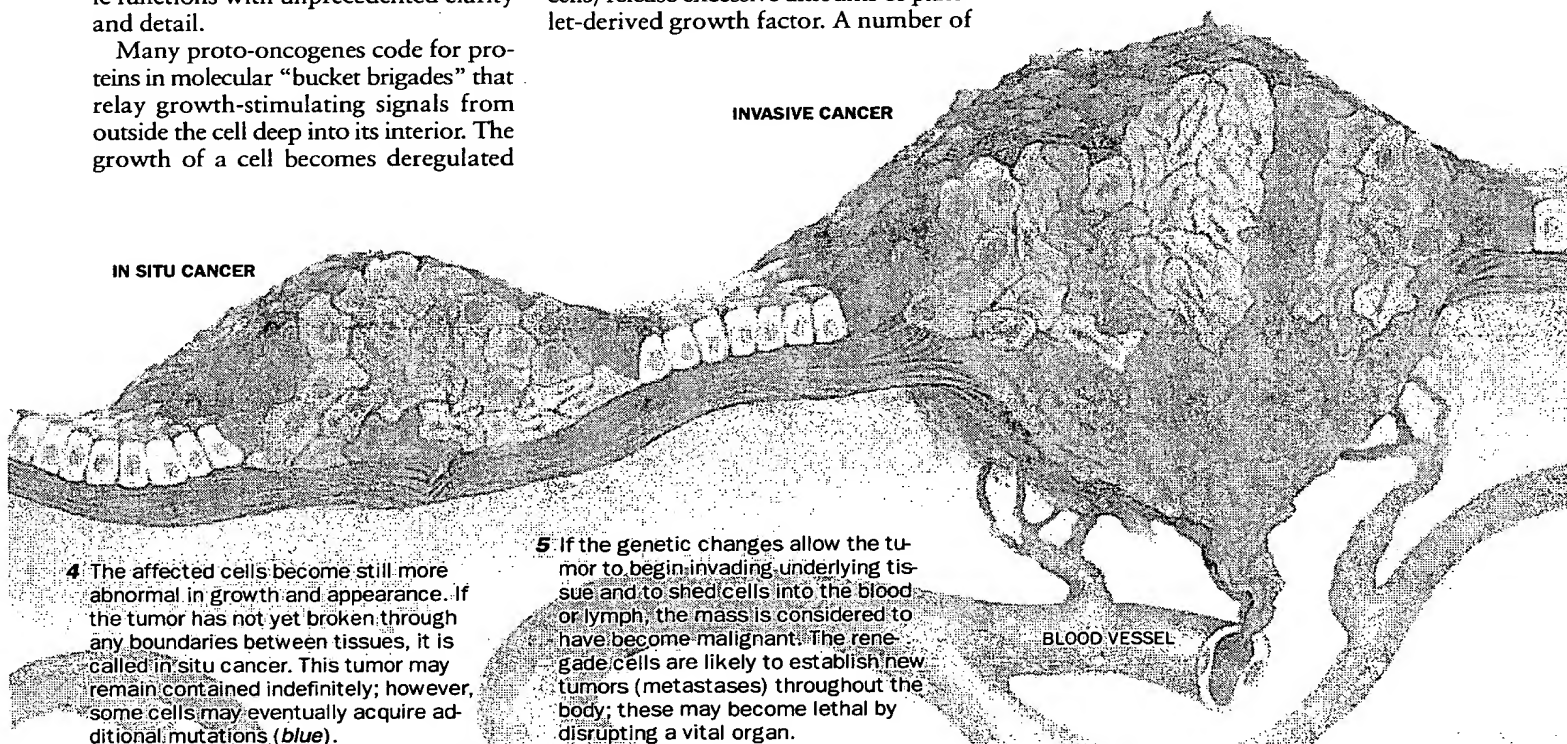 and detail.
Many proto-oncogenes code for pro-
teins in molecular “bucket brigades” that
relay growth-stimulating signals from
outside the cell deep into its interior. The
growth of a cell becomes deregulated
let-derived growth factor. A number of
INVASIVE CANCER
IN SITU CANCER
4 The affected cells become still more
abnormal in growth and appearance. If
the tumor has not yet broken through
any boundaries between tissues, it is
called in situ cancer. This tumor may
remain contained indefinitely; however,
some cells may eventually acquire ad-
ditional mutations (blue).
5 If the genetic changes allow the tu-
mor to begin invading underlying tis-
sue and to shed cells into the blood
or lymph, the mass is considered to
have become malignant. The rene-
gade cells are likely to establish new
tumors (metastases) throughout the
body; these may become lethal by
disrupting a vital organ.
BLOOD VESSEL